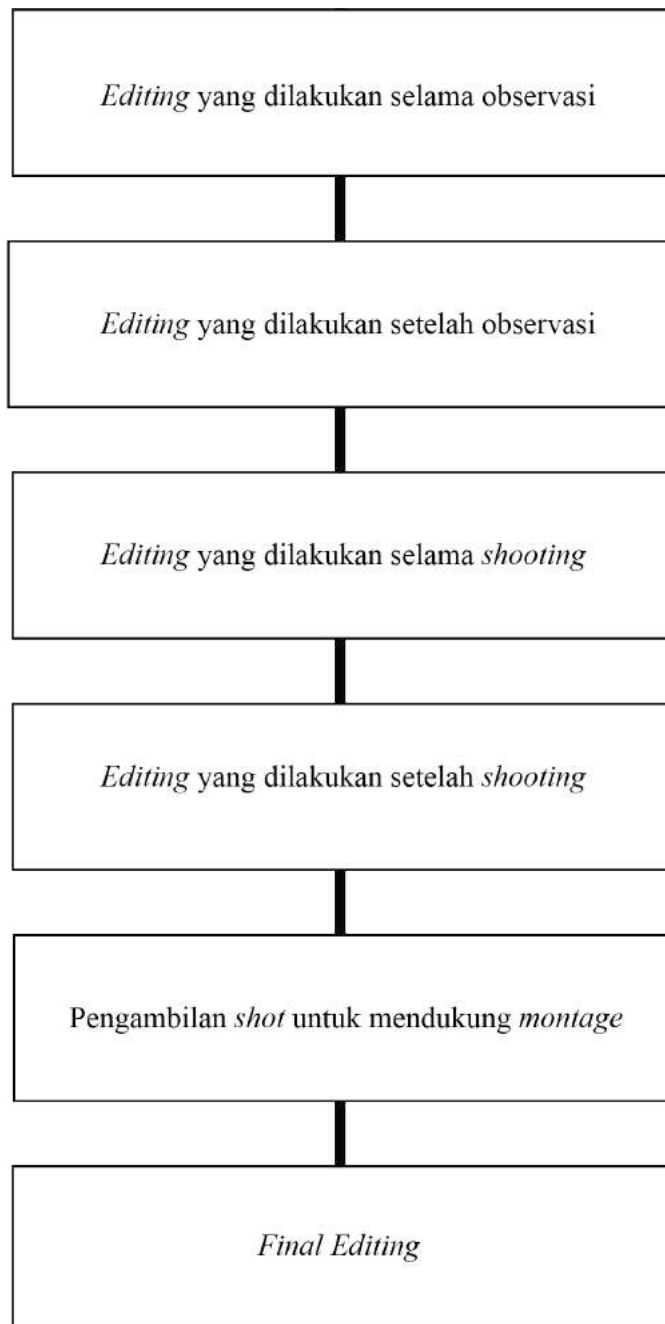 Editing yang dilakukan selama observasi
Editing yang dilakukan setelah observasi
Editing yang dilakukan selama shooting
Editing yang dilakukan setelah shooting
Pengambilan shot untuk mendukung montage
Final Editing